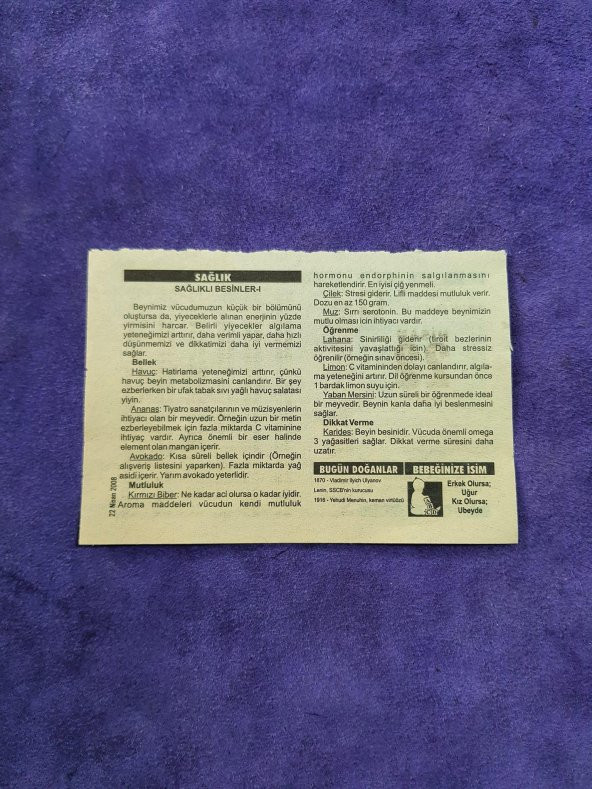 SAĞLIK
SAĞLIKLI BESİNLER-I
Beynimiz vücudumuzun küçük bir bölümünü
oluştursa da, yiyeceklerle alınan enerjinin yüzde
yirmisini harcar. Belirli yiyecekler algılama
yeteneğimizi arttırır, daha verimli yapar, daha hızlı
düşünmemizi ve dikkatimizi daha iyi vermemizi
sağlar.
Bellek
Havuç: Hatırlama yeteneğimizi arttırır, çünkü
havuç beyin metabolizmasini canlandırır. Bir şey
ezberlerken bir ufak tabak sıvı yağlı havuç salatası
yiyin.
Ananas: Tiyatro sanatçılarının ve müzisyenlerin
ihtiyacı olan bir meyvedir. Örneğin uzun bir metin
ezberleyebilmek için fazla miktarda C vitaminine
ihtiyaç vardır. Ayrıca önemli bir eser halinde
element olan mangan içerir.
Avokado: Kısa süreli bellek içindir (Örneğin
alışveriş listesini yaparken). Fazla miktarda yağ
asidi içerir. Yarım avokado yeterlidir.
Mutluluk
Kırmızı Biber: Ne kadar aci olursa o kadar iyidir.
Aroma maddeleri vücudun kendi mutluluk
22 Nisan 2008
hormonu endorphinin salgılanmasını
hareketlendirir. En iyisi çiğ yenmeli.
Çilek: Stresi giderir. Lifli maddesi mutluluk verir.
Dozu en az 150 gram.
Muz: Sırrı serotonin. Bu maddeye beynimizin
mutlu olması icin ihtiyacı vardır.
Öğrenme
Lahana: Sinirliliği giderir (tiroit bezlerinin
aktivitesini yavaşlattığı için). Daha stressiz
öğrenilir (örneğin sınav öncesi).
Limon: C vitamininden dolayı canlandırır, algıla-
ma yeteneğini artırır. Dil öğrenme kursundan önce
1 bardak limon suyu için.
Yaban Mersini: Uzun süreli bir öğrenmede ideal
bir meyvedir. Beynin kanla daha iyi beslenmesini
sağlar.
Dikkat Verme
Karides: Beyin besinidir. Vücuda önemli omega
3 yağasitleri sağlar. Dikkat verme süresini daha
uzatır.
BUGÜN DOĞANLAR
1870 - Vladimir Ilyich Ulyanov
Lenin, SSCB'nin kurucusu
1916 - Yehudi Menuhin, keman virtüözü
BEBEĞİNİZE İSİM
Erkek Olursa;
Uğur
Kız Olursa;
Ubeyde